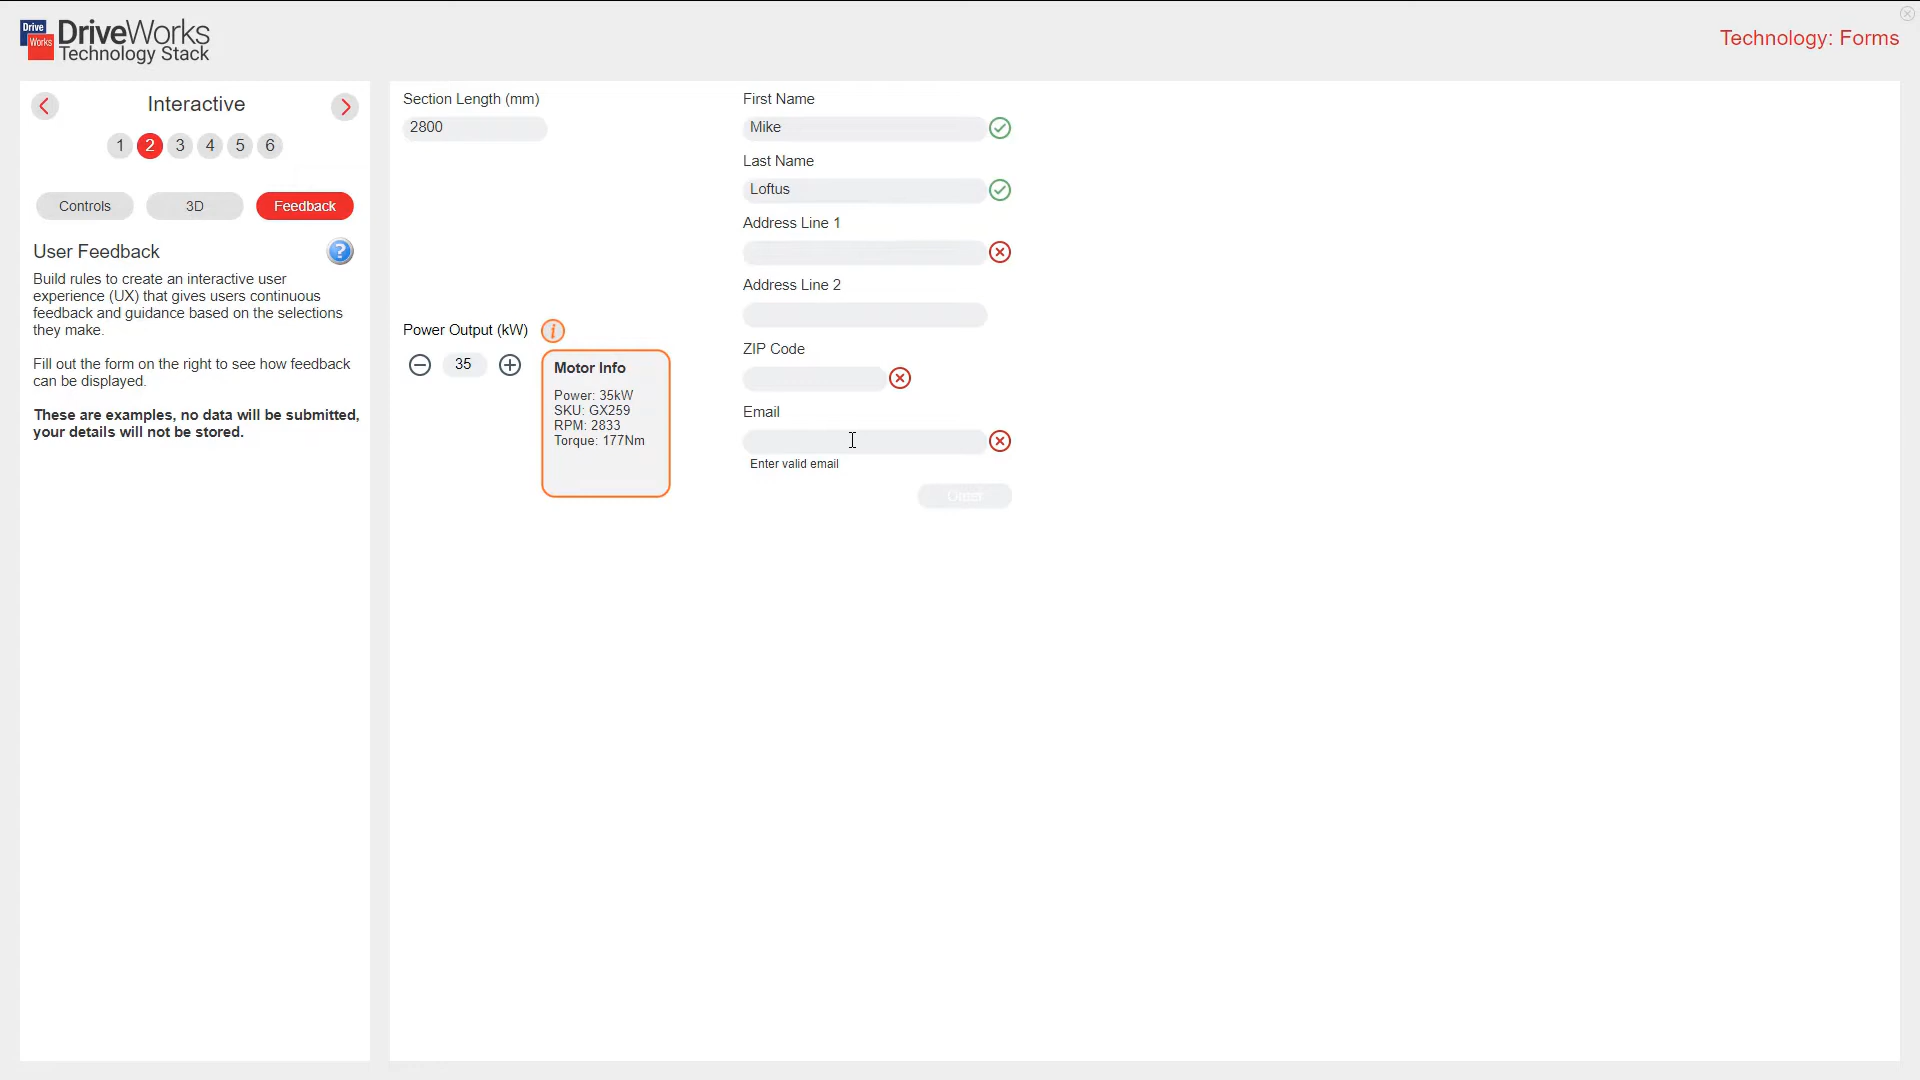 Drive
Works
DriveWorks
Technology Stack
Technology: Forms
Interactive
1 2 3 4 5 6
Controls 3D Feedback
User Feedback
?
Build rules to create an interactive user
experience (UX) that gives users continuous
feedback and guidance based on the selections
they make.
Fill out the form on the right to see how feedback
can be displayed.
These are examples, no data will be submitted,
your details will not be stored.
Section Length (mm)
2800
Power Output (kW)
i
35
Motor Info
Power: 35kW
SKU: GX259
RPM: 2833
Torque: 177Nm
First Name
Mike
Last Name
Loftus
Address Line 1
Address Line 2
ZIP Code
Email
Enter valid email